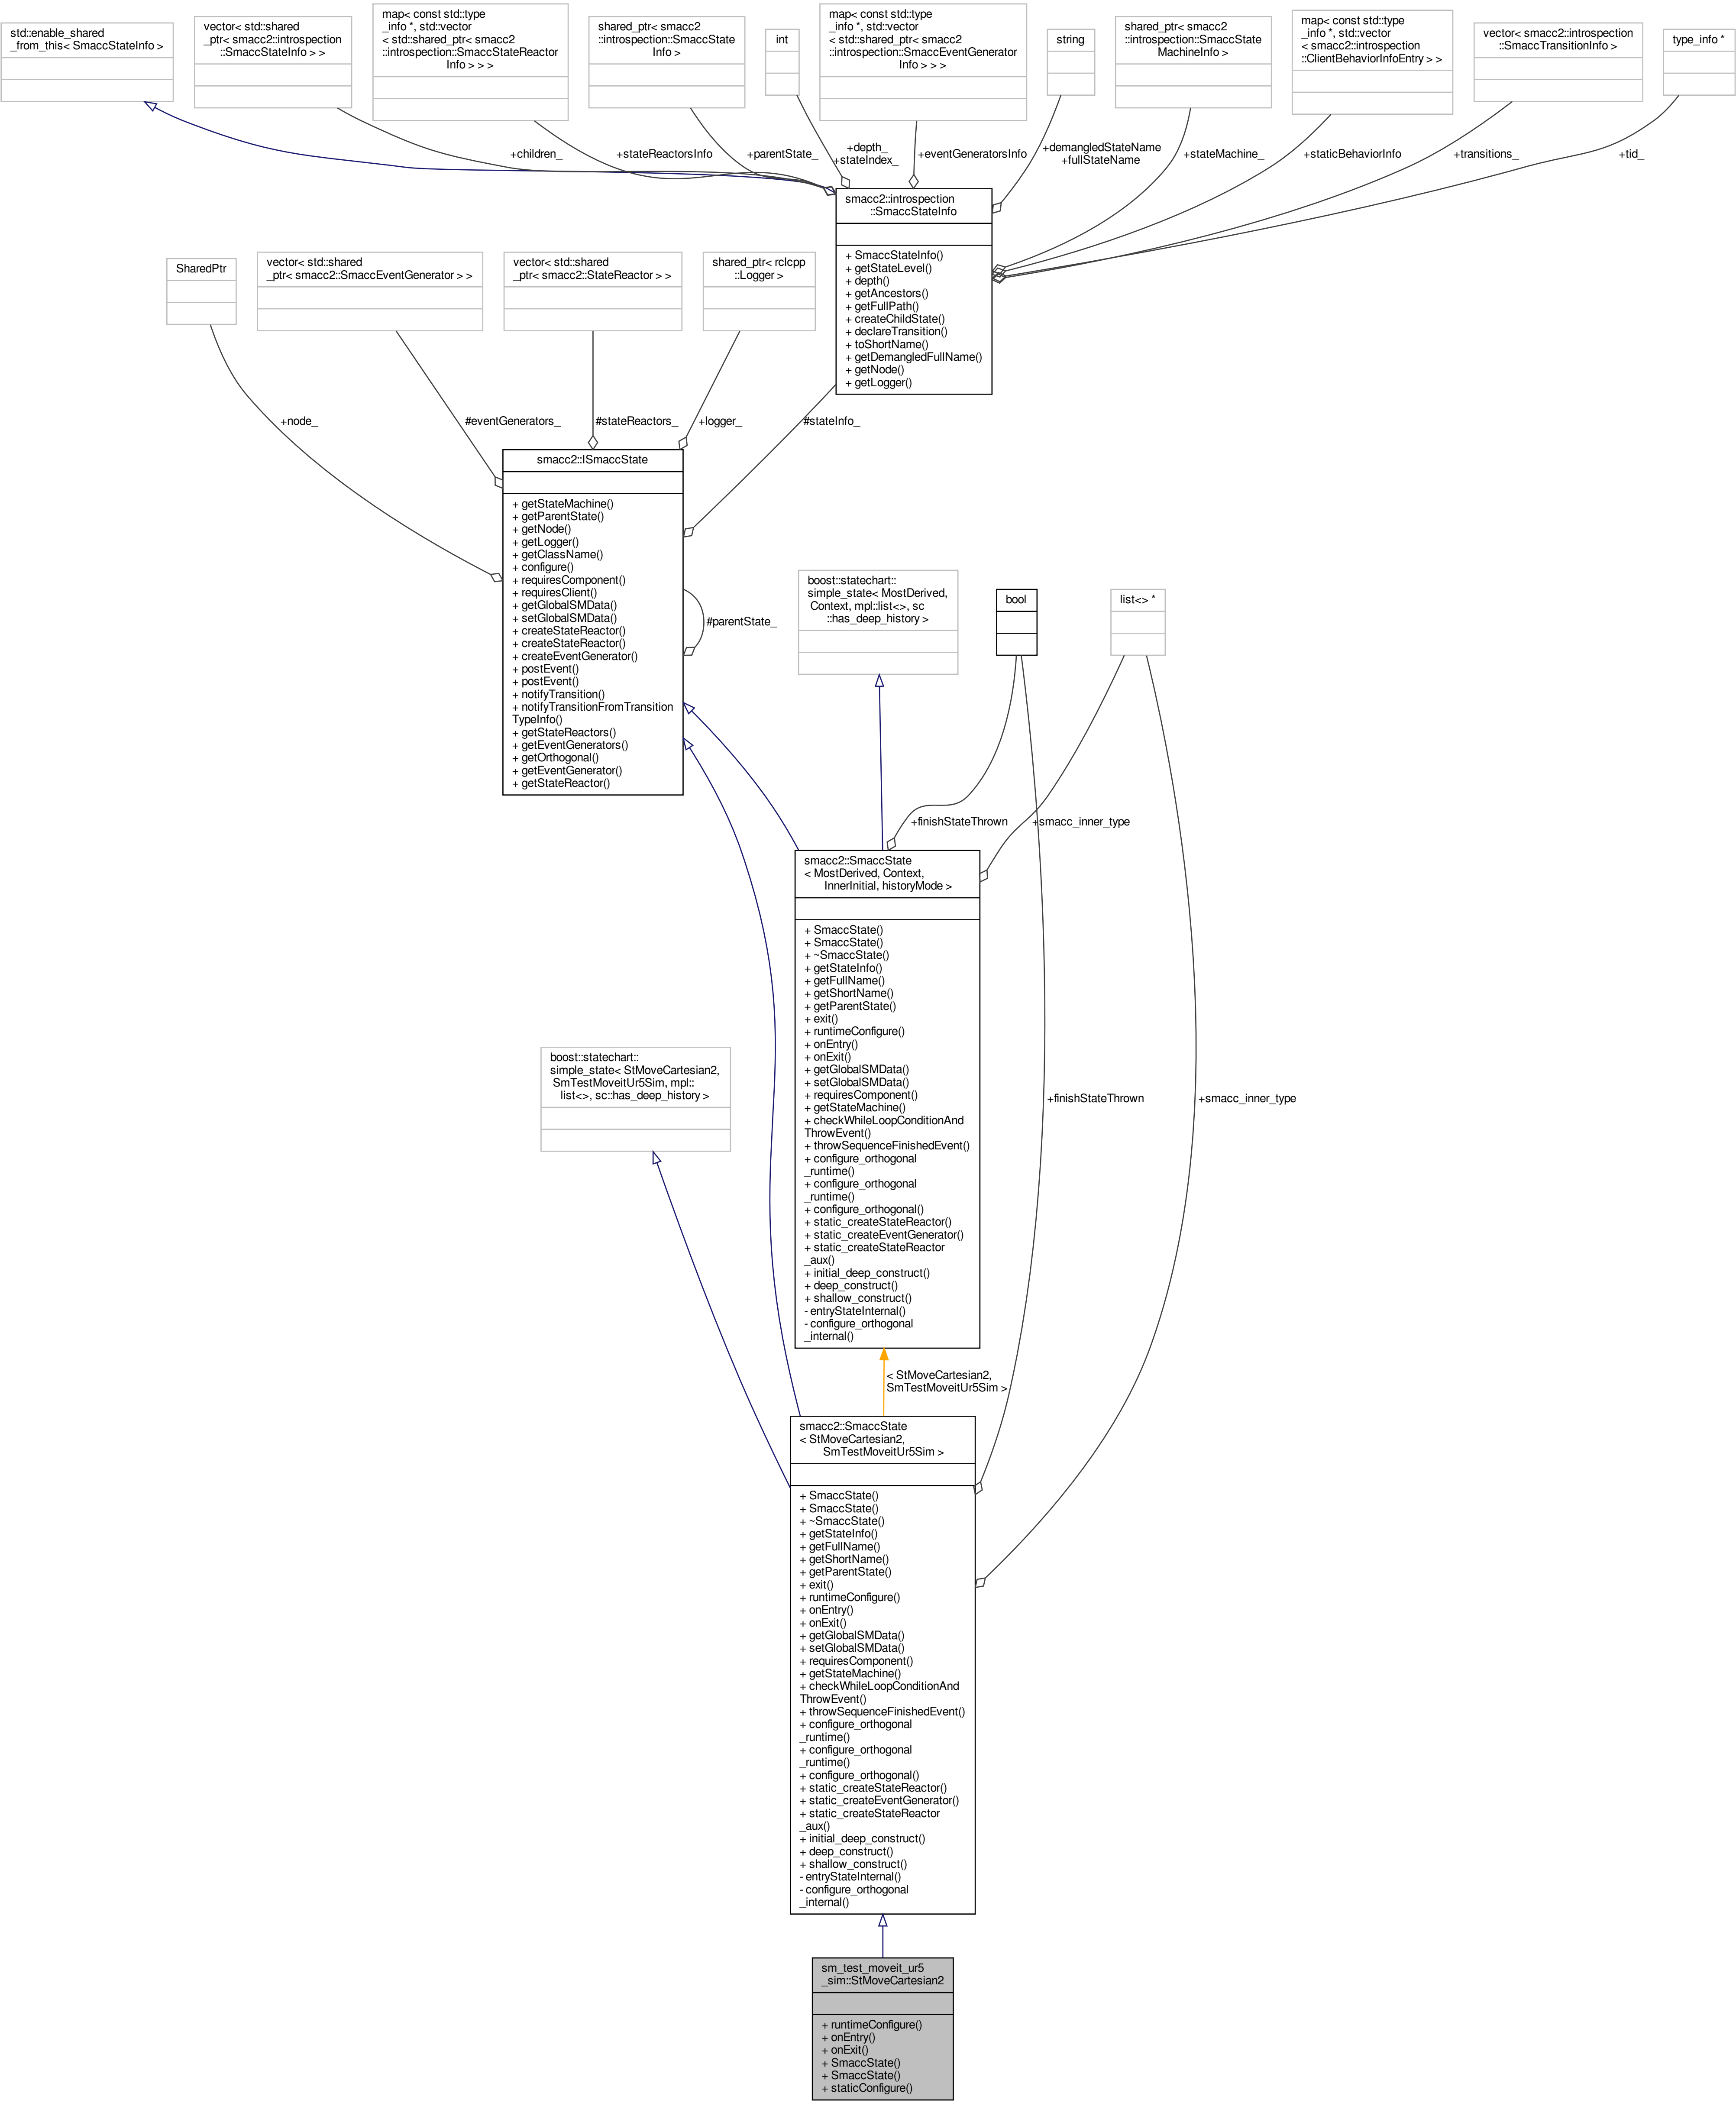 std::enable_shared
_from_this< SmaccStateInfo >
vector< std::shared
_ptr< smacc2::introspection
::SmaccStateInfo > >
map< const std::type
_info *, std::vector
< std::shared_ptr< smacc2
::introspection::SmaccStateReactor
Info > > >
shared_ptr< smacc2
::introspection::SmaccState
Info >
int
map< const std::type
_info *, std::vector
< std::shared_ptr< smacc2
::introspection::SmaccEventGenerator
Info > > >
string
shared_ptr< smacc2
::introspection::SmaccState
MachineInfo >
map< const std::type
_info *, std::vector
< smacc2::introspection
::ClientBehaviorInfoEntry > >
vector< smacc2::introspection
::SmaccTransitionInfo >
type_info *
+children_
+stateReactorsInfo
+parentState_
+depth_
+stateIndex_
+eventGeneratorsInfo
+demangledStateName
+fullStateName
+stateMachine_
+staticBehaviorInfo
+transitions_
+tid_
smacc2::introspection
::SmaccStateInfo
+ SmaccStateInfo()
+ getStateLevel()
+ depth()
+ getAncestors()
+ getFullPath()
+ createChildState()
+ declareTransition()
+ toShortName()
+ getDemangledFullName()
+ getNode()
+ getLogger()
SharedPtr
vector< std::shared
_ptr< smacc2::SmaccEventGenerator > >
vector< std::shared
_ptr< smacc2::StateReactor > >
shared_ptr< rclcpp
::Logger >
+node_
#eventGenerators_
#stateReactors_
+logger_
#stateInfo_
smacc2::ISmaccState
+ getStateMachine()
+ getParentState()
+ getNode()
+ getLogger()
+ getClassName()
+ configure()
+ requiresComponent()
+ requiresClient()
+ getGlobalSMData()
+ setGlobalSMData()
+ createStateReactor()
+ createStateReactor()
+ createEventGenerator()
+ postEvent()
+ postEvent()
+ notifyTransition()
+ notifyTransitionFromTransition
TypeInfo()
+ getStateReactors()
+ getEventGenerators()
+ getOrthogonal()
+ getEventGenerator()
+ getStateReactor()
#parentState_
boost::statechart::
simple_state< MostDerived,
Context, mpl::list<>, sc
::has_deep_history >
bool
list<> *
+finishStateThrown
+smacc_inner_type
smacc2::SmaccState
< MostDerived, Context,
InnerInitial, historyMode >
+ SmaccState()
+ SmaccState()
+ ~SmaccState()
+ getStateInfo()
+ getFullName()
+ getShortName()
+ getParentState()
+ exit()
+ runtimeConfigure()
+ onEntry()
+ onExit()
+ getGlobalSMData()
+ setGlobalSMData()
+ requiresComponent()
+ getStateMachine()
+ checkWhileLoopConditionAnd
ThrowEvent()
+ throwSequenceFinishedEvent()
+ configure_orthogonal
_runtime()
+ configure_orthogonal
_runtime()
+ configure_orthogonal()
+ static_createStateReactor()
+ static_createEventGenerator()
+ static_createStateReactor
_aux()
+ initial_deep_construct()
+ deep_construct()
+ shallow_construct()
- entryStateInternal()
- configure_orthogonal
_internal()
boost::statechart::
simple_state< StMoveCartesian2,
SmTestMoveitUr5Sim, mpl::
list<>, sc::has_deep_history >
+finishStateThrown
+smacc_inner_type
< StMoveCartesian2,
SmTestMoveitUr5Sim >
smacc2::SmaccState
< StMoveCartesian2,
SmTestMoveitUr5Sim >
+ SmaccState()
+ SmaccState()
+ ~SmaccState()
+ getStateInfo()
+ getFullName()
+ getShortName()
+ getParentState()
+ exit()
+ runtimeConfigure()
+ onEntry()
+ onExit()
+ getGlobalSMData()
+ setGlobalSMData()
+ requiresComponent()
+ getStateMachine()
+ checkWhileLoopConditionAnd
ThrowEvent()
+ throwSequenceFinishedEvent()
+ configure_orthogonal
_runtime()
+ configure_orthogonal
_runtime()
+ configure_orthogonal()
+ static_createStateReactor()
+ static_createEventGenerator()
+ static_createStateReactor
_aux()
+ initial_deep_construct()
+ deep_construct()
+ shallow_construct()
- entryStateInternal()
- configure_orthogonal
_internal()
sm_test_moveit_ur5
_sim::StMoveCartesian2
+ runtimeConfigure()
+ onEntry()
+ onExit()
+ SmaccState()
+ SmaccState()
+ staticConfigure()